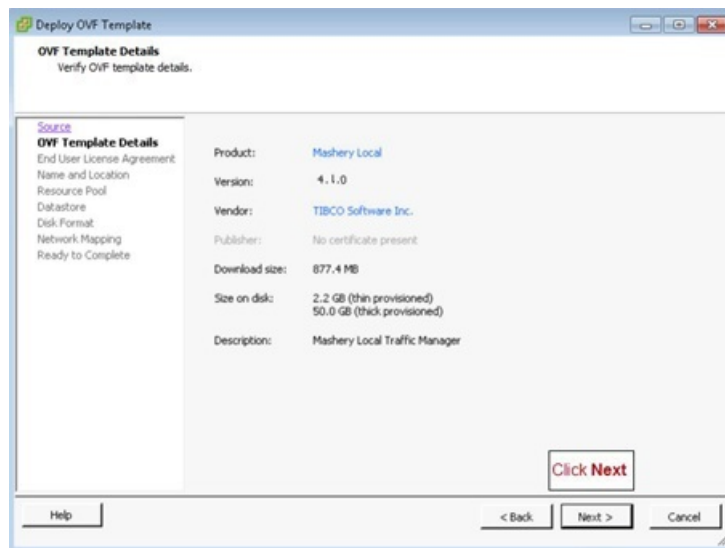 Deploy OVF Template
OVF Template Details
Verify OVF template details.
Source
OVF Template Details
End User License Agreement
Name and Location
Resource Pool
Datastore
Disk Format
Network Mapping
Ready to Complete
Product: Mashery Local
Version: 4.1.0
Vendor: TIBCO Software Inc.
Publisher: No certificate present
Download size: 877.4 MB
Size on disk: 2.2 GB (thin provisioned)
50.0 GB (thick provisioned)
Description: Mashery Local Traffic Manager
Click Next
Help
< Back
Next >
Cancel